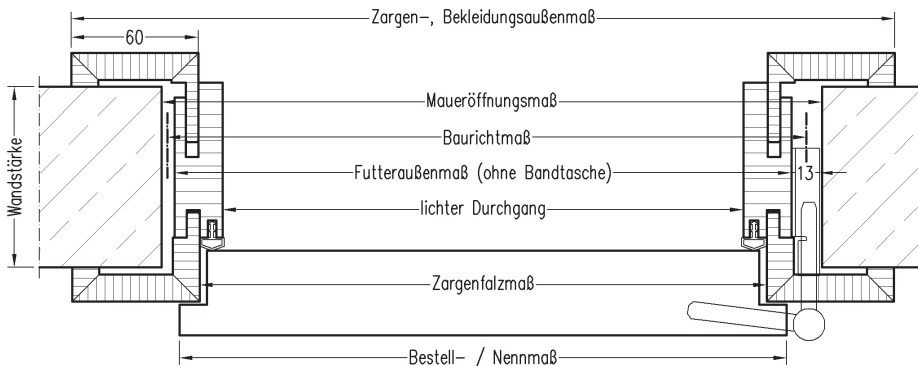 Zargen-, Bekleidungsaußenmaß
60
Maueröffnungsmaß
Baurichtmaß
Wandstärke
Futteraußenmaß (ohne Bandtasche)
13
lichter Durchgang
Zargenfalzmaß
Bestell- / Nennmaß